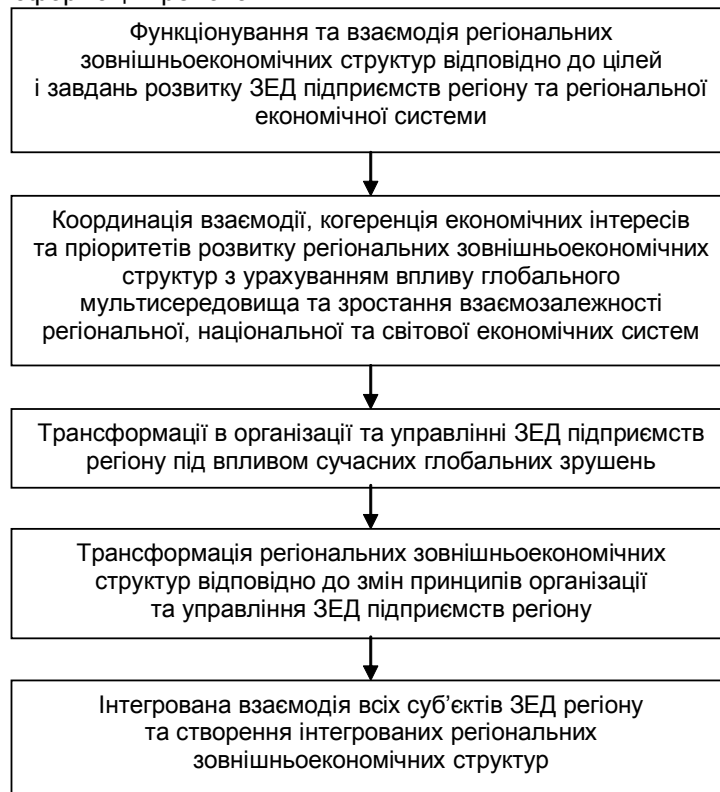 Функціонування та взаємодія регіональних
зовнішньоекономічних структур відповідно до цілей
і завдань розвитку ЗЕД підприємств регіону та регіональної
економічної системи
Координація взаємодії, когеренція економічних інтересів
та пріоритетів розвитку регіональних зовнішньоекономічних
структур з урахуванням впливу глобального
мультисередовища та зростання взаємозалежності
регіональної, національної та світової економічних систем
Трансформації в організації та управлінні ЗЕД підприємств
регіону під впливом сучасних глобальних зрушень
Трансформація регіональних зовнішньоекономічних
структур відповідно до змін принципів організації
та управління ЗЕД підприємств регіону
Інтегрована взаємодія всіх суб’єктів ЗЕД регіону
та створення інтегрованих регіональних
зовнішньоекономічних структур